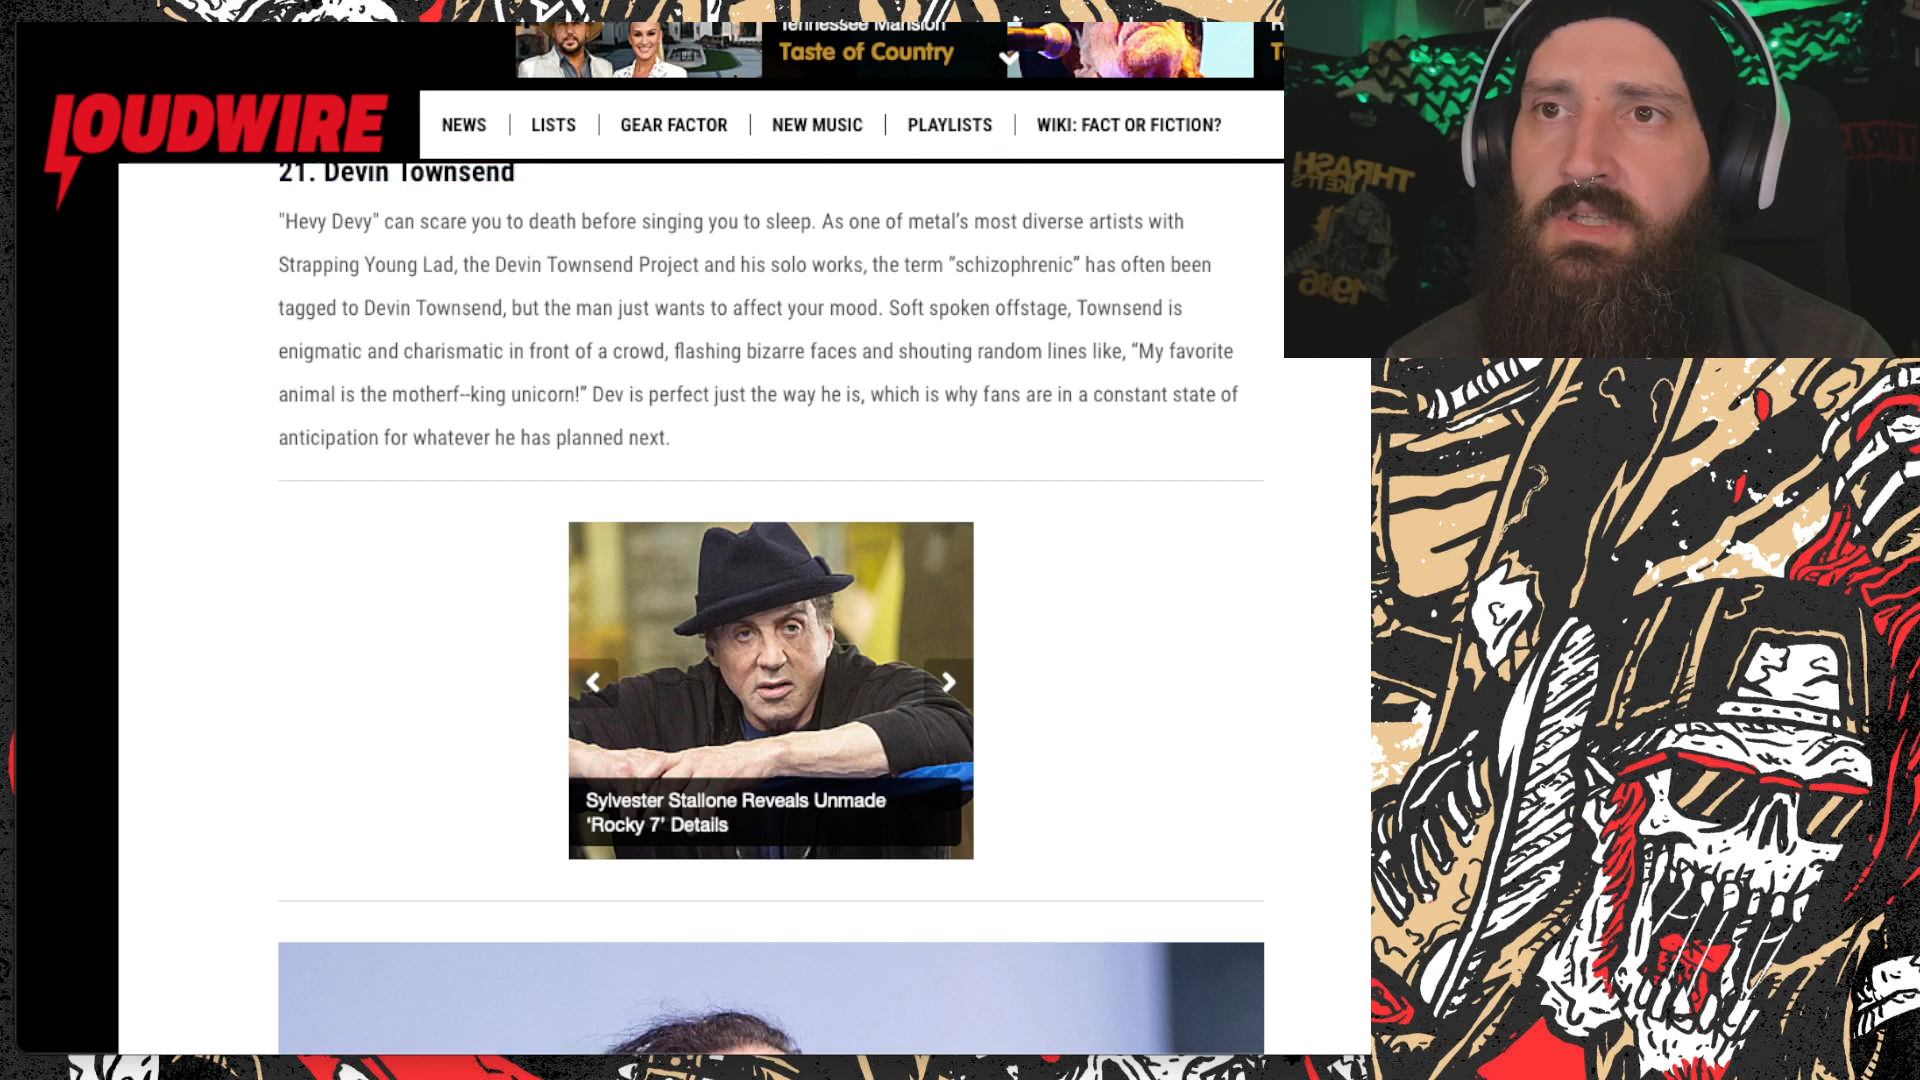 Tennessee Mansion
Taste of Country
LOUDWIRE
NEWS
LISTS
GEAR FACTOR
NEW MUSIC
PLAYLISTS
WIKI: FACT OR FICTION?
21. Devin Townsend
"Hevy Devy" can scare you to death before singing you to sleep. As one of metal’s most diverse artists with
Strapping Young Lad, the Devin Townsend Project and his solo works, the term “schizophrenic” has often been
tagged to Devin Townsend, but the man just wants to affect your mood. Soft spoken offstage, Townsend is
enigmatic and charismatic in front of a crowd, flashing bizarre faces and shouting random lines like, “My favorite
animal is the motherf--king unicorn!” Dev is perfect just the way he is, which is why fans are in a constant state of
anticipation for whatever he has planned next.
Sylvester Stallone Reveals Unmade
‘Rocky 7’ Details
THRASH
LIKE IT'S
1986